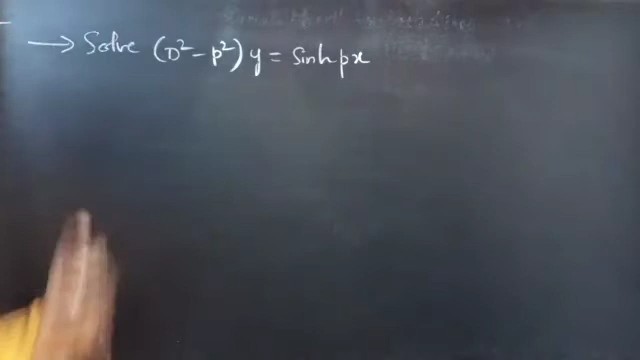 → Solve (D² - p²) y = Sinh px